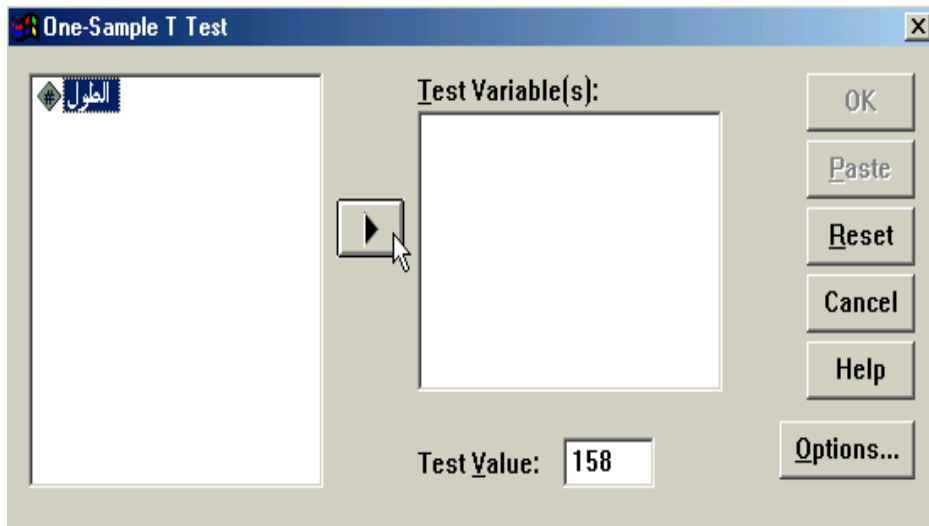 One-Sample T Test
الطول
Test Variable(s):
OK
Paste
Reset
Cancel
Help
Options...
Test Value: 158